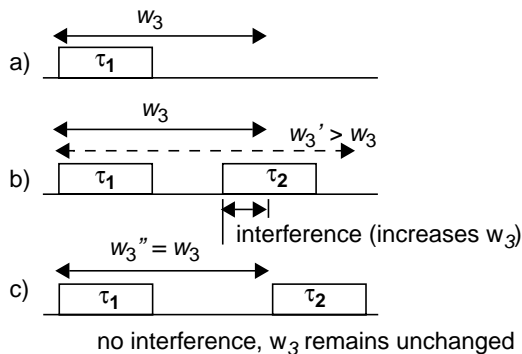 w₃
a)
τ₁
w₃
w₃' > w₃
b)
τ₁
τ₂
interference (increases w₃)
w₃'' = w₃
c)
τ₁
τ₂
no interference, w₃ remains unchanged